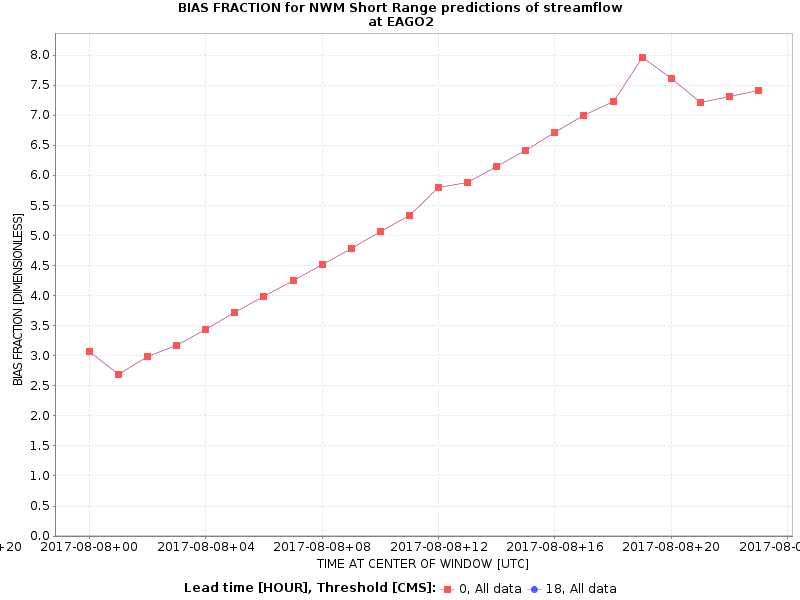 BIAS FRACTION for NWM Short Range predictions of streamflow
at EAGO2
BIAS FRACTION [DIMENSIONLESS]
8.0
7.5
7.0
6.5
6.0
5.5
5.0
4.5
4.0
3.5
3.0
2.5
2.0
1.5
1.0
0.5
0.0
+20 2017-08-08+00 2017-08-08+04 2017-08-08+08 2017-08-08+12 2017-08-08+16 2017-08-08+20 2017-08-0
TIME AT CENTER OF WINDOW [UTC]
Lead time [HOUR], Threshold [CMS]: 0, All data 18, All data